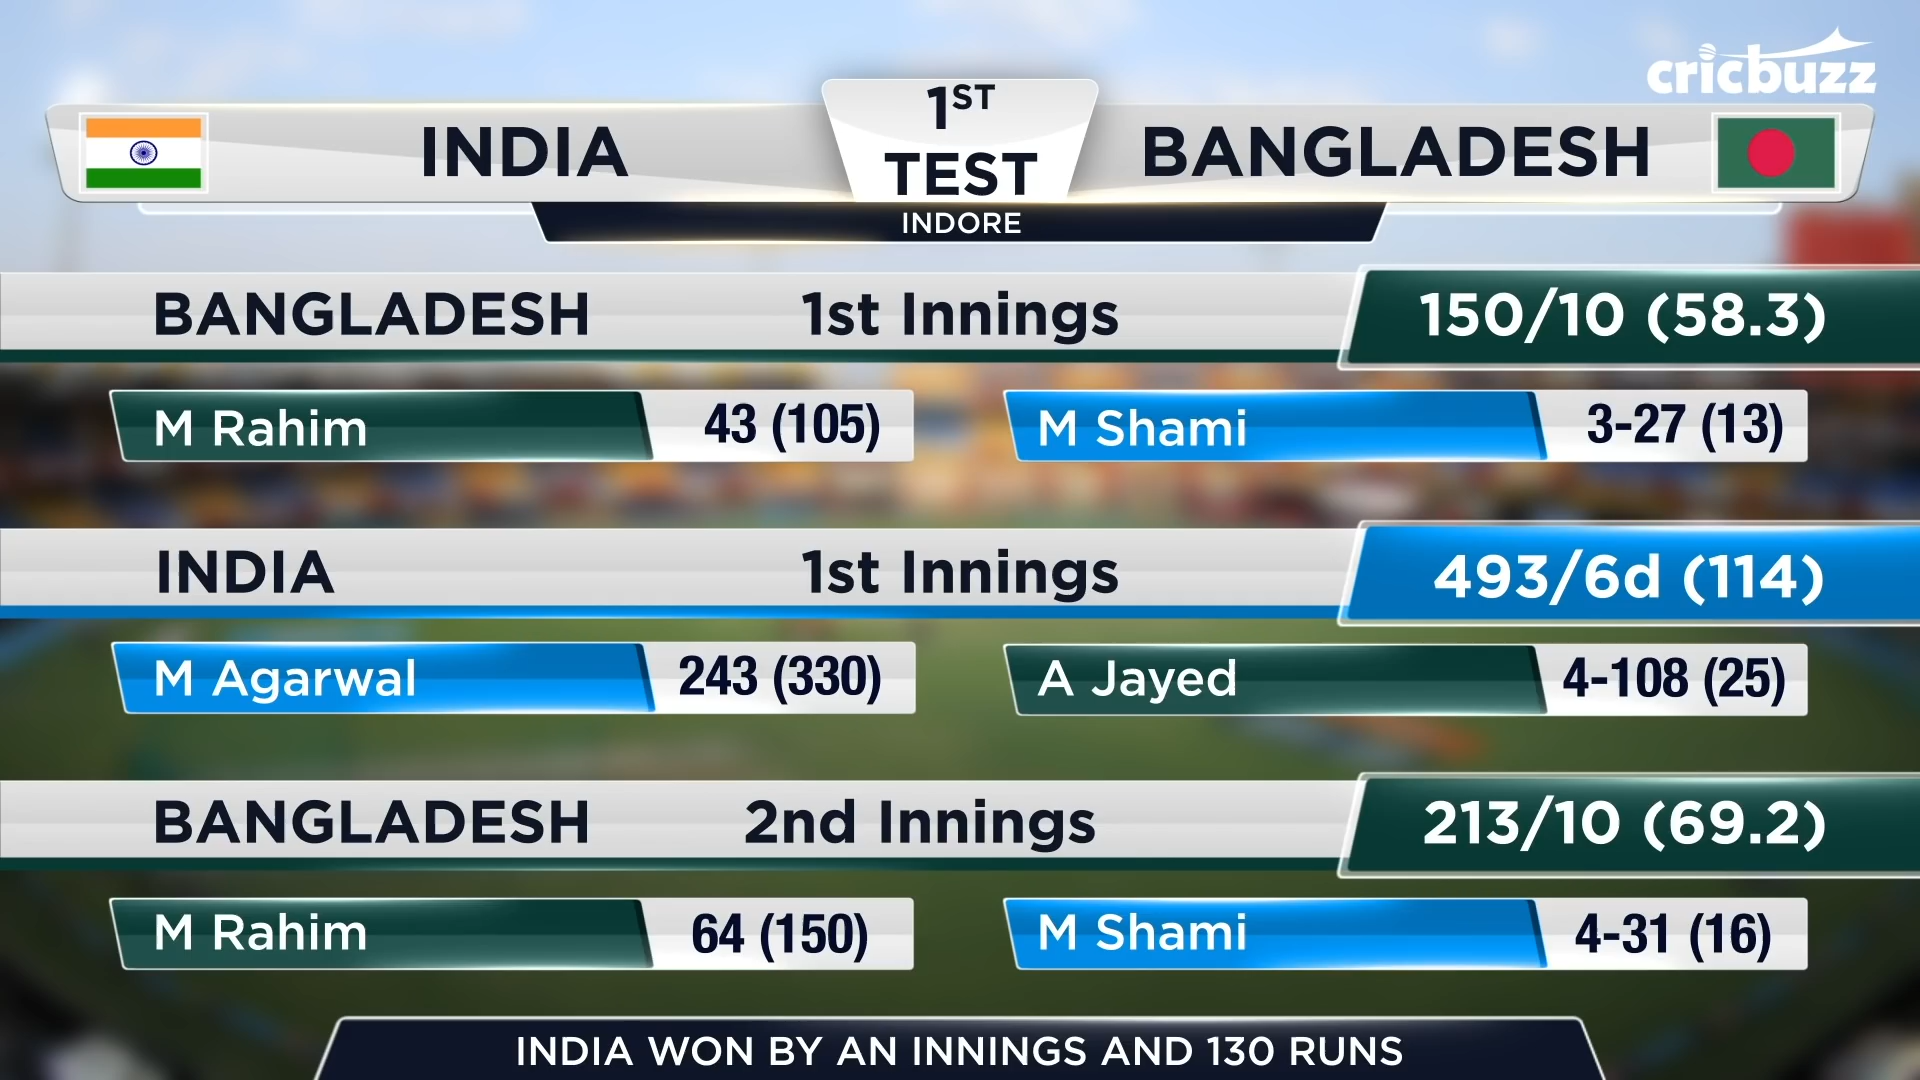 cricbuzz
INDIA 1ST TEST BANGLADESH
INDORE
BANGLADESH 1st Innings 150/10 (58.3)
M Rahim 43 (105) M Shami 3-27 (13)
INDIA 1st Innings 493/6d (114)
M Agarwal 243 (330) A Jayed 4-108 (25)
BANGLADESH 2nd Innings 213/10 (69.2)
M Rahim 64 (150) M Shami 4-31 (16)
INDIA WON BY AN INNINGS AND 130 RUNS